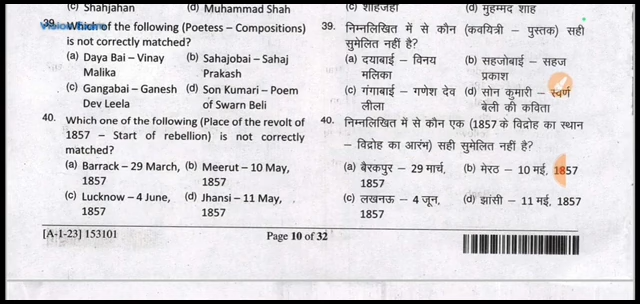 (c) Shahjahan (d) Muhammad Shah
39. Which of the following (Poetess – Compositions)
is not correctly matched?
(a) Daya Bai – Vinay (b) Sahajobai – Sahaj
Malika Prakash
(c) Gangabai – Ganesh (d) Son Kumari – Poem
Dev Leela of Swarn Beli
40. Which one of the following (Place of the revolt of
1857 – Start of rebellion) is not correctly
matched?
(a) Barrack – 29 March, (b) Meerut – 10 May,
1857 1857
(c) Lucknow – 4 June, (d) Jhansi – 11 May,
1857 1857
[A-1-23] 153101 Page 10 of 32
(c) शाहजहाँ (d) मुहम्मद शाह
39. निम्नलिखित में से कौन (कवयित्री – पुस्तक) सही
सुमेलित नहीं है?
(a) दयाबाई – विनय (b) सहजोबाई – सहज
मलिका प्रकाश
(c) गंगाबाई – गणेश देव (d) सोन कुमारी – स्वर्ण
लीला बेली की कविता
40. निम्नलिखित में से कौन एक (1857 के विद्रोह का स्थान
– विद्रोह का आरंभ) सही सुमेलित नहीं है?
(a) बैरकपुर – 29 मार्च, (b) मेरठ – 10 मई, 1857
1857
(c) लखनऊ – 4 जून, (d) झांसी – 11 मई, 1857
1857